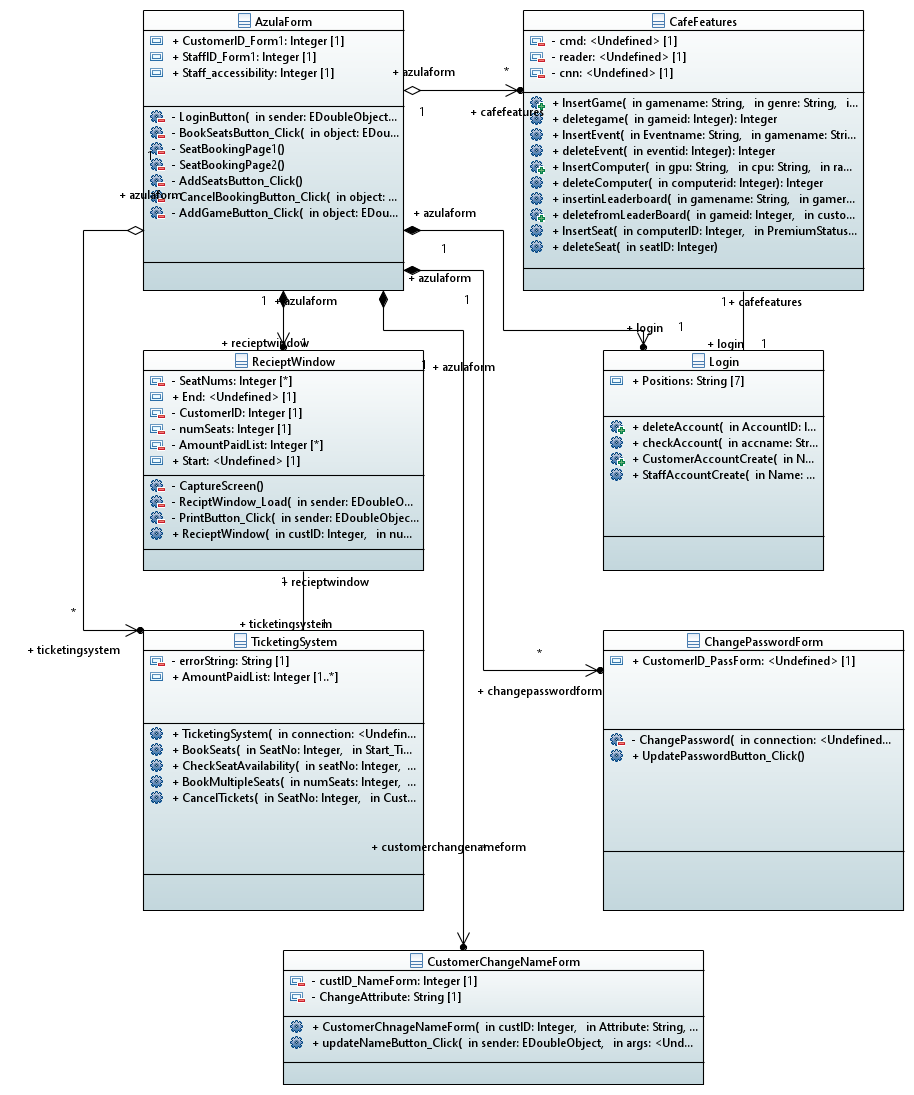 AzulaForm
+ CustomerID_Form1: Integer [1]
+ StaffID_Form1: Integer [1]
+ Staff_accessibility: Integer [1]
- LoginButton( in sender: EDoubleObject...
- BookSeatsButton_Click( in object: EDou...
- SeatBookingPage1()
- SeatBookingPage2()
- AddSeatsButton_Click()
- CancelBookingButton_Click( in object: ...
- AddGameButton_Click( in object: EDou...
CafeFeatures
- cmd: <Undefined> [1]
- reader: <Undefined> [1]
- cnn: <Undefined> [1]
+ InsertGame( in gamename: String, in genre: String, i...
+ deletegame( in gameid: Integer): Integer
+ InsertEvent( in Eventname: String, in gamename: Stri...
+ deleteEvent( in eventid: Integer): Integer
+ InsertComputer( in gpu: String, in cpu: String, in ra...
+ deleteComputer( in computerid: Integer): Integer
+ insertinLeaderboard( in gamename: String, in gamer...
+ deletefromLeaderBoard( in gameid: Integer, in custo...
+ InsertSeat( in computerID: Integer, in PremiumStatus...
+ deleteSeat( in seatID: Integer)
+ azulaform
*
1
+ cafefeatures
1
+ azulaform
+ azulaform
1
+ azulaform
1
1
+ azulaform
1
+ cafefeatures
+ recieptwindow
1
+ login
1
+ login
1
1
+ azulaform
RecieptWindow
- SeatNums: Integer [*]
+ End: <Undefined> [1]
- CustomerID: Integer [1]
- numSeats: Integer [1]
- AmountPaidList: Integer [*]
+ Start: <Undefined> [1]
- CaptureScreen()
- ReciptWindow_Load( in sender: EDoubleO...
- PrintButton_Click( in sender: EDoubleObjec...
+ RecieptWindow( in custID: Integer, in nu...
Login
+ Positions: String [7]
+ deleteAccount( in AccountID: I...
+ checkAccount( in accname: Str...
+ CustomerAccountCreate( in N...
+ StaffAccountCreate( in Name: ...
1
+ recieptwindow
+ ticketingsystem
1
*
+ ticketingsystem
TicketingSystem
- errorString: String [1]
+ AmountPaidList: Integer [1..*]
+ TicketingSystem( in connection: <Undefin...
+ BookSeats( in SeatNo: Integer, in Start_Ti...
+ CheckSeatAvailability( in seatNo: Integer, ...
+ BookMultipleSeats( in numSeats: Integer, ...
+ CancelTickets( in SeatNo: Integer, in Cust...
*
+ changepasswordform
ChangePasswordForm
+ CustomerID_PassForm: <Undefined> [1]
- ChangePassword( in connection: <Undefined...
+ UpdatePasswordButton_Click()
+ customerchangenameform
*
CustomerChangeNameForm
- custID_NameForm: Integer [1]
- ChangeAttribute: String [1]
+ CustomerChnageNameForm( in custID: Integer, in Attribute: String, ...
+ updateNameButton_Click( in sender: EDoubleObject, in args: <Und...